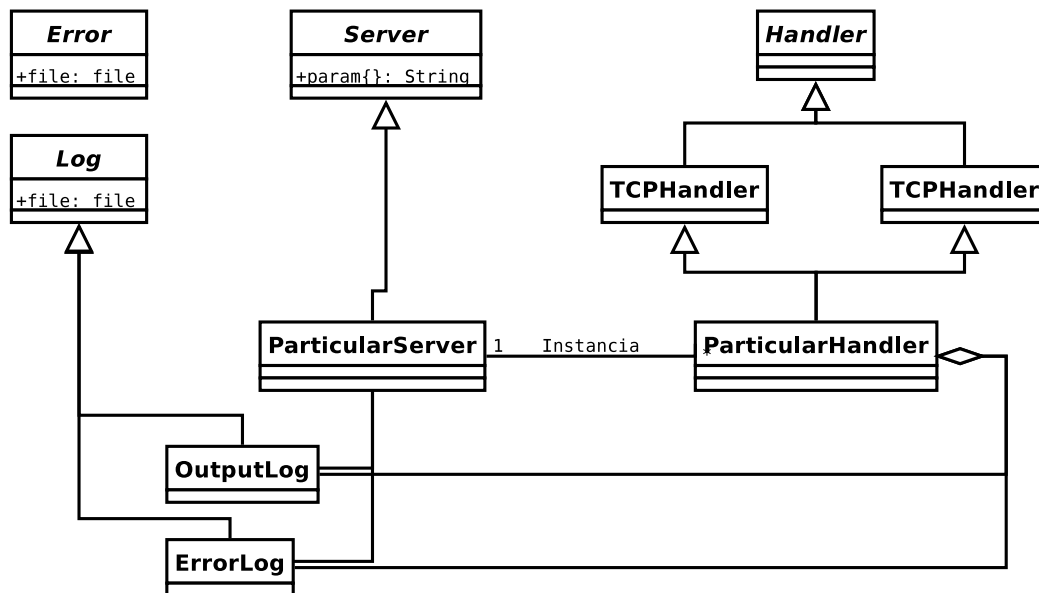 Error
+file: file
Server
+param{}: String
Handler
Log
+file: file
TCPHandler
TCPHandler
ParticularServer
1 Instancia *
ParticularHandler
OutputLog
ErrorLog